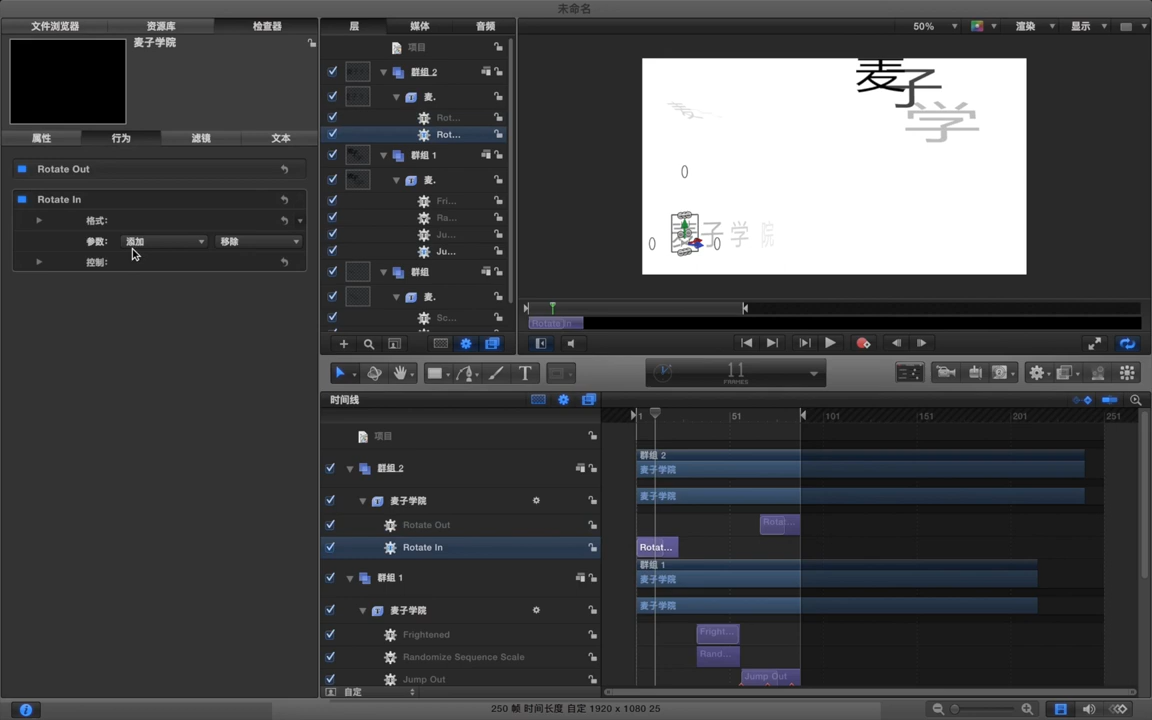 未命名
文件浏览器 资源库 检查器 层 媒体 音频 50% 渲染 显示
麦子学院
项目
群组 2
麦.
Rot...
Rot...
群组 1
麦.
Fri...
Ra...
Ju...
Ju...
群组
麦.
Sc...
属性 行为 滤镜 文本
Rotate Out
Rotate In
格式:
参数: 添加 移除
控制:
麦子学
0
0 麦子学院 0
Rotate In
11
FRAMES
时间线
1 51 101 151 201 251
项目
群组 2 群组 2
麦子学院
麦子学院 麦子学院
Rotate Out Rotat...
Rotate In Rotat...
群组 1
群组 1 麦子学院
麦子学院 麦子学院
Frightened Fright...
Randomize Sequence Scale Rand...
Jump Out Jump Out
自定
250 帧 时间长度 自定 1920 x 1080 25